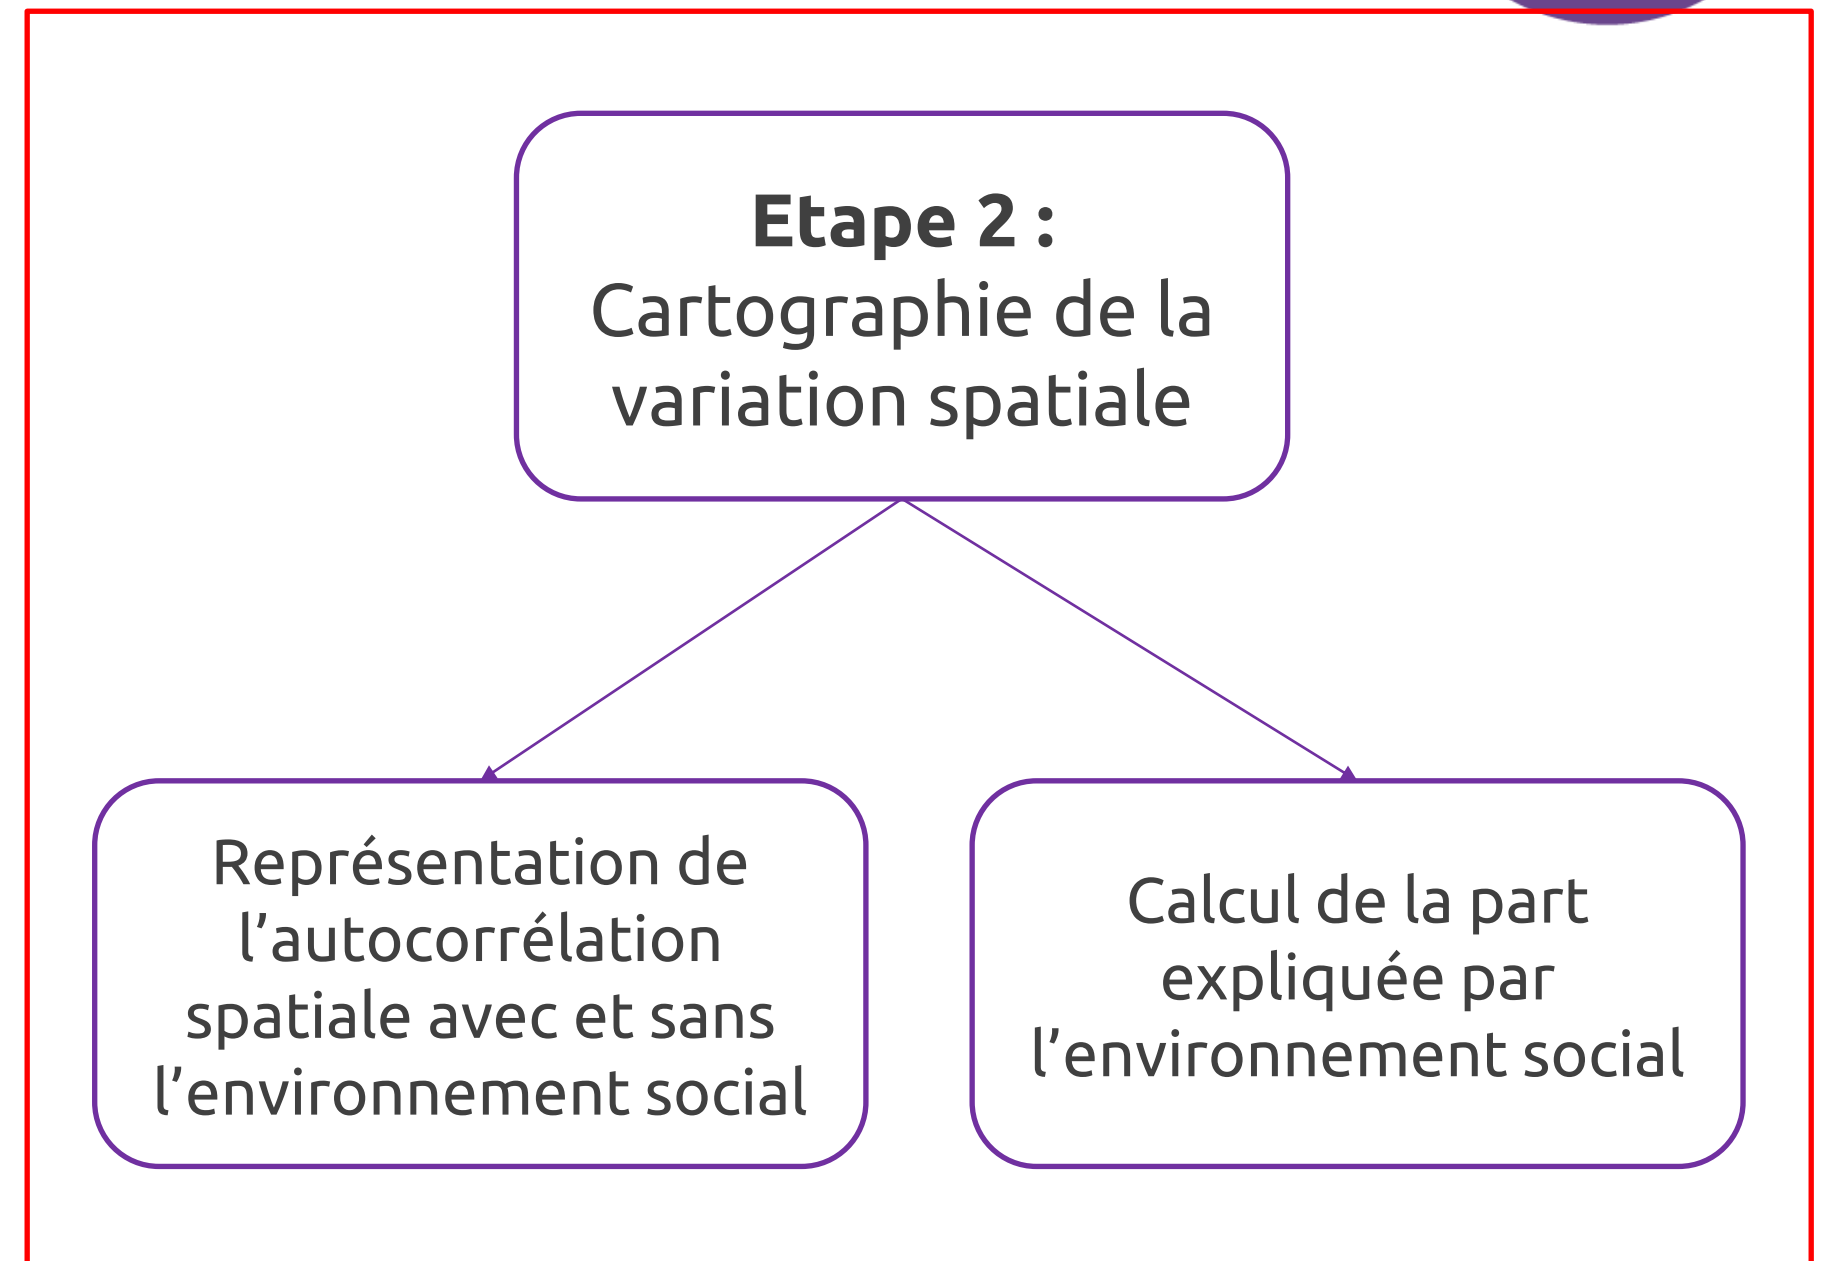 Etape 2 :
Cartographie de la
variation spatiale
Représentation de
l’autocorrélation
spatiale avec et sans
l’environnement social
Calcul de la part
expliquée par
l’environnement social